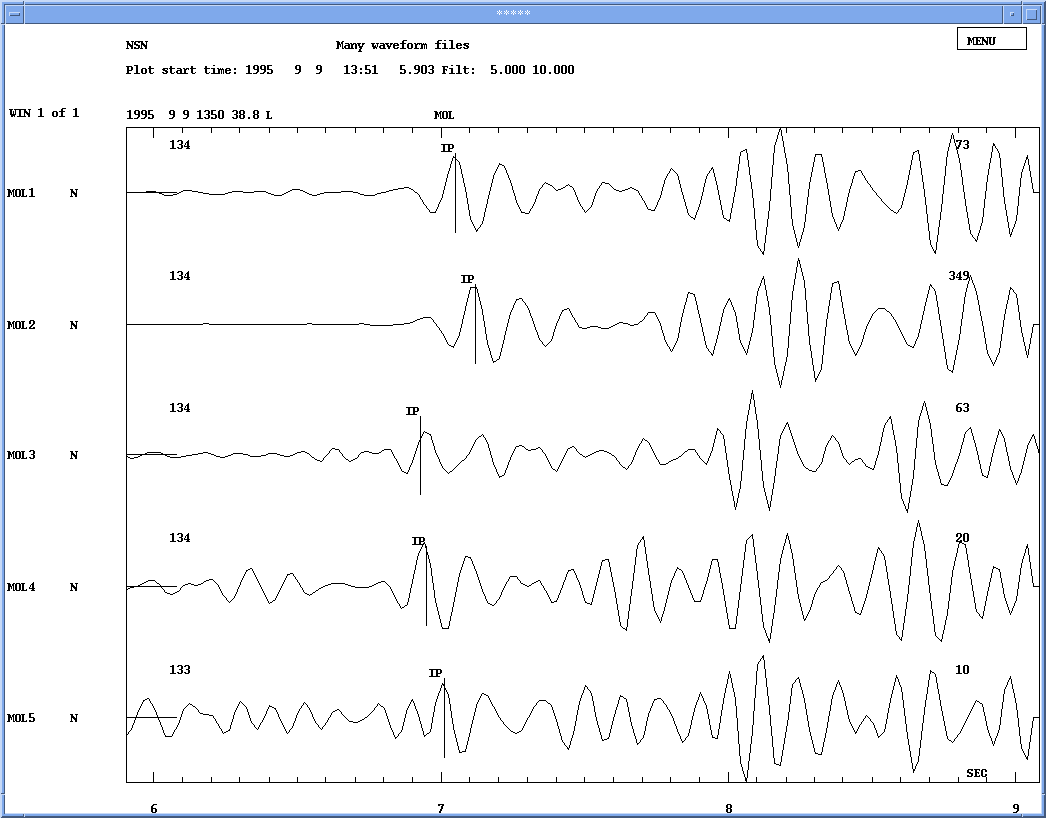 *****
MENU
NSN Many waveform files
Plot start time: 1995 9 9 13:51 5.903 Filt: 5.000 10.000
WIN 1 of 1 1995 9 9 1350 38.8 L MOL
134 IP 73
MOL1 N
134 IP 349
MOL2 N
134 IP 63
MOL3 N
134 IP 20
MOL4 N
133 IP 10
MOL5 N
SEC
6 7 8 9